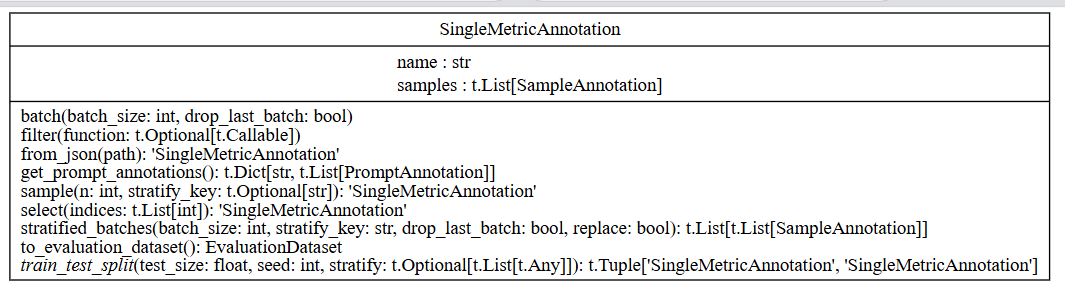 SingleMetricAnnotation
name : str
samples : t.List[SampleAnnotation]
batch(batch_size: int, drop_last_batch: bool)
filter(function: t.Optional[t.Callable])
from_json(path): 'SingleMetricAnnotation'
get_prompt_annotations(): t.Dict[str, t.List[PromptAnnotation]]
sample(n: int, stratify_key: t.Optional[str]): 'SingleMetricAnnotation'
select(indices: t.List[int]): 'SingleMetricAnnotation'
stratified_batches(batch_size: int, stratify_key: str, drop_last_batch: bool, replace: bool): t.List[t.List[SampleAnnotation]]
to_evaluation_dataset(): EvaluationDataset
train_test_split(test_size: float, seed: int, stratify: t.Optional[t.List[t.Any]]): t.Tuple['SingleMetricAnnotation', 'SingleMetricAnnotation']